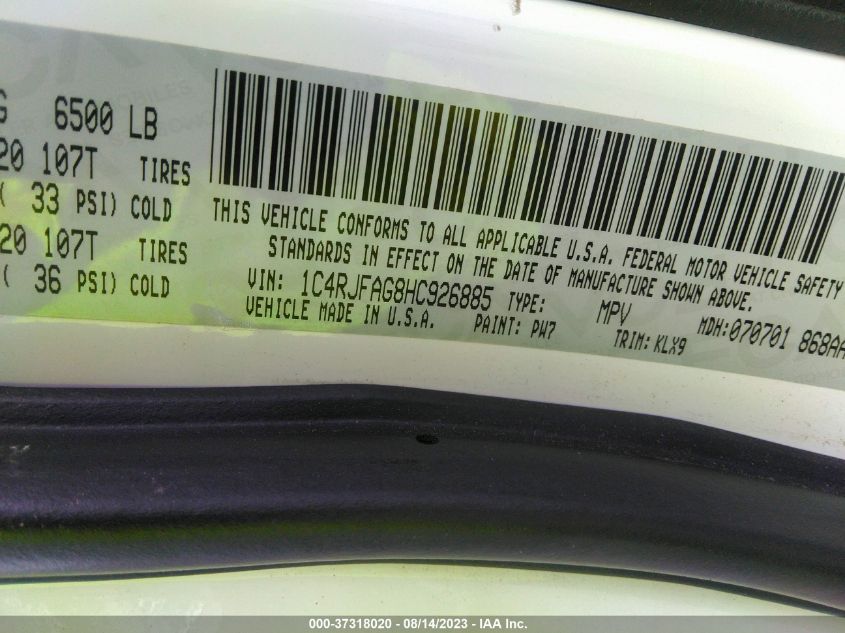 G 6500 LB
20 107T TIRES
( 33 PSI) COLD
20 107T TIRES
( 36 PSI) COLD
THIS VEHICLE CONFORMS TO ALL APPLICABLE U.S.A. FEDERAL MOTOR VEHICLE SAFETY
STANDARDS IN EFFECT ON THE DATE OF MANUFACTURE SHOWN ABOVE.
VIN: 1C4RJFAG8HC926885 TYPE: MPV MDH:070701 868AA
VEHICLE MADE IN U.S.A. PAINT: PW7 TRIM: KLX9
000-37318020 - 08/14/2023 - IAA Inc.